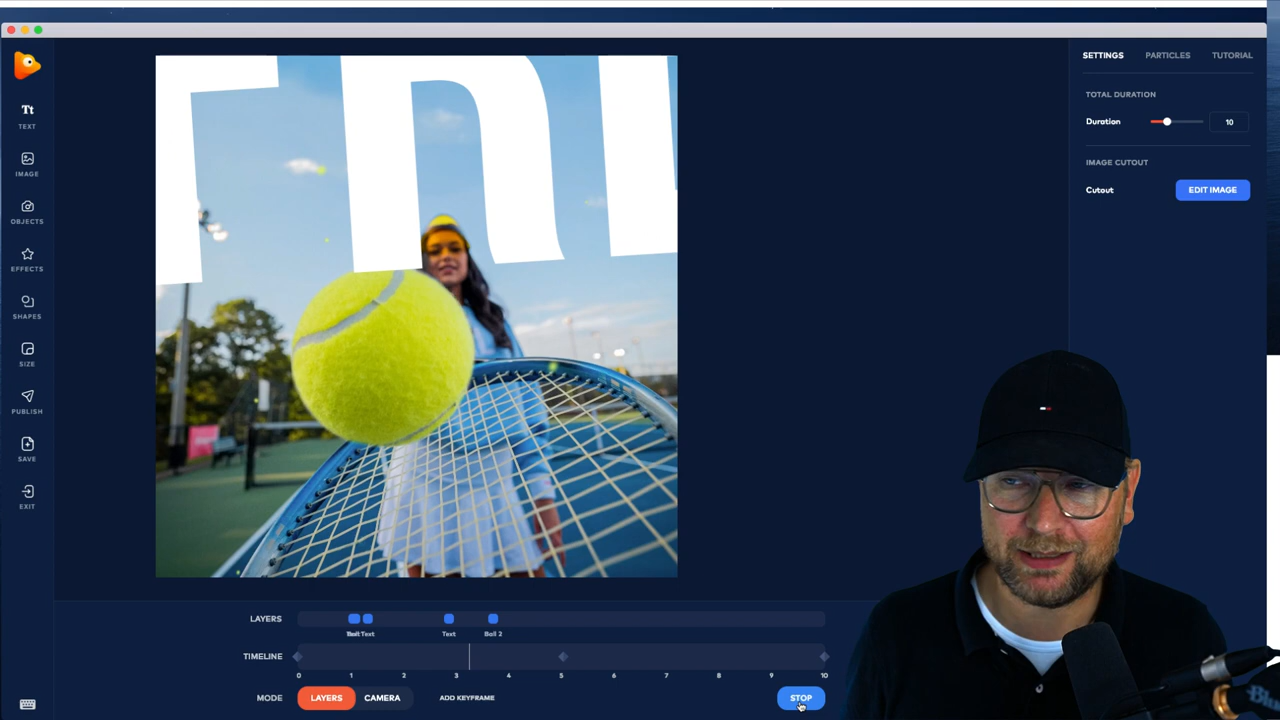 SETTINGS PARTICLES TUTORIAL
TOTAL DURATION
Duration 10
IMAGE CUTOUT
Cutout EDIT IMAGE
Tt
TEXT
IMAGE
OBJECTS
EFFECTS
SHAPES
SIZE
PUBLISH
SAVE
EXIT
LAYERS
Text Text Ball 2
TIMELINE
0 1 2 3 4 5 6 7 8 9 10
MODE LAYERS CAMERA ADD KEYFRAME STOP